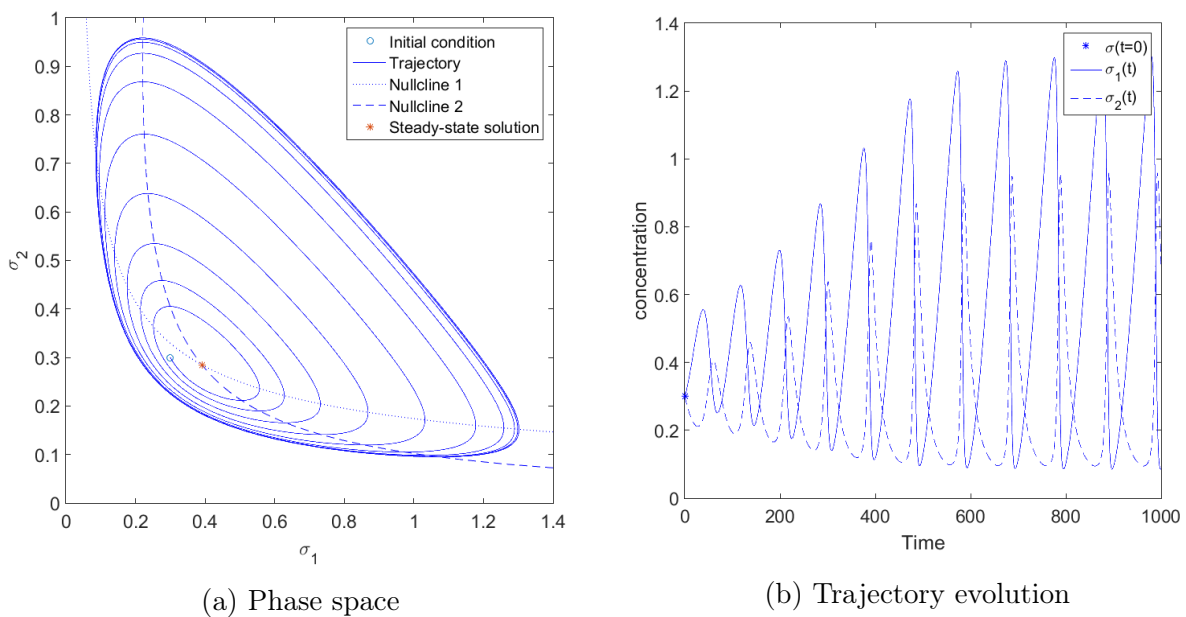 1
0.9
0.8
0.7
0.6
0.5
0.4
0.3
0.2
0.1
0
0 0.2 0.4 0.6 0.8 1 1.2 1.4
σ₂
σ₁
Initial condition
Trajectory
Nullcline 1
Nullcline 2
Steady-state solution
(a) Phase space
1.4
1.2
1
0.8
0.6
0.4
0.2
0
0 200 400 600 800 1000
concentration
Time
σ(t=0)
σ₁(t)
σ₂(t)
(b) Trajectory evolution